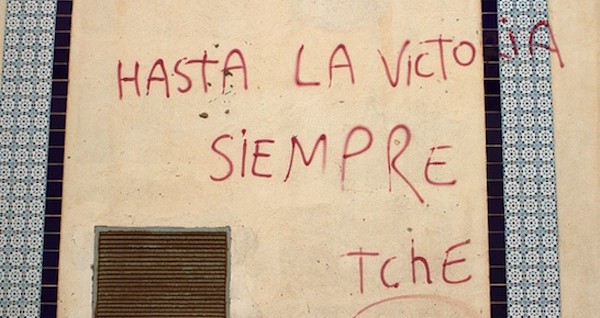 HASTA LA VICTORiA
SiEMPRE
TchE